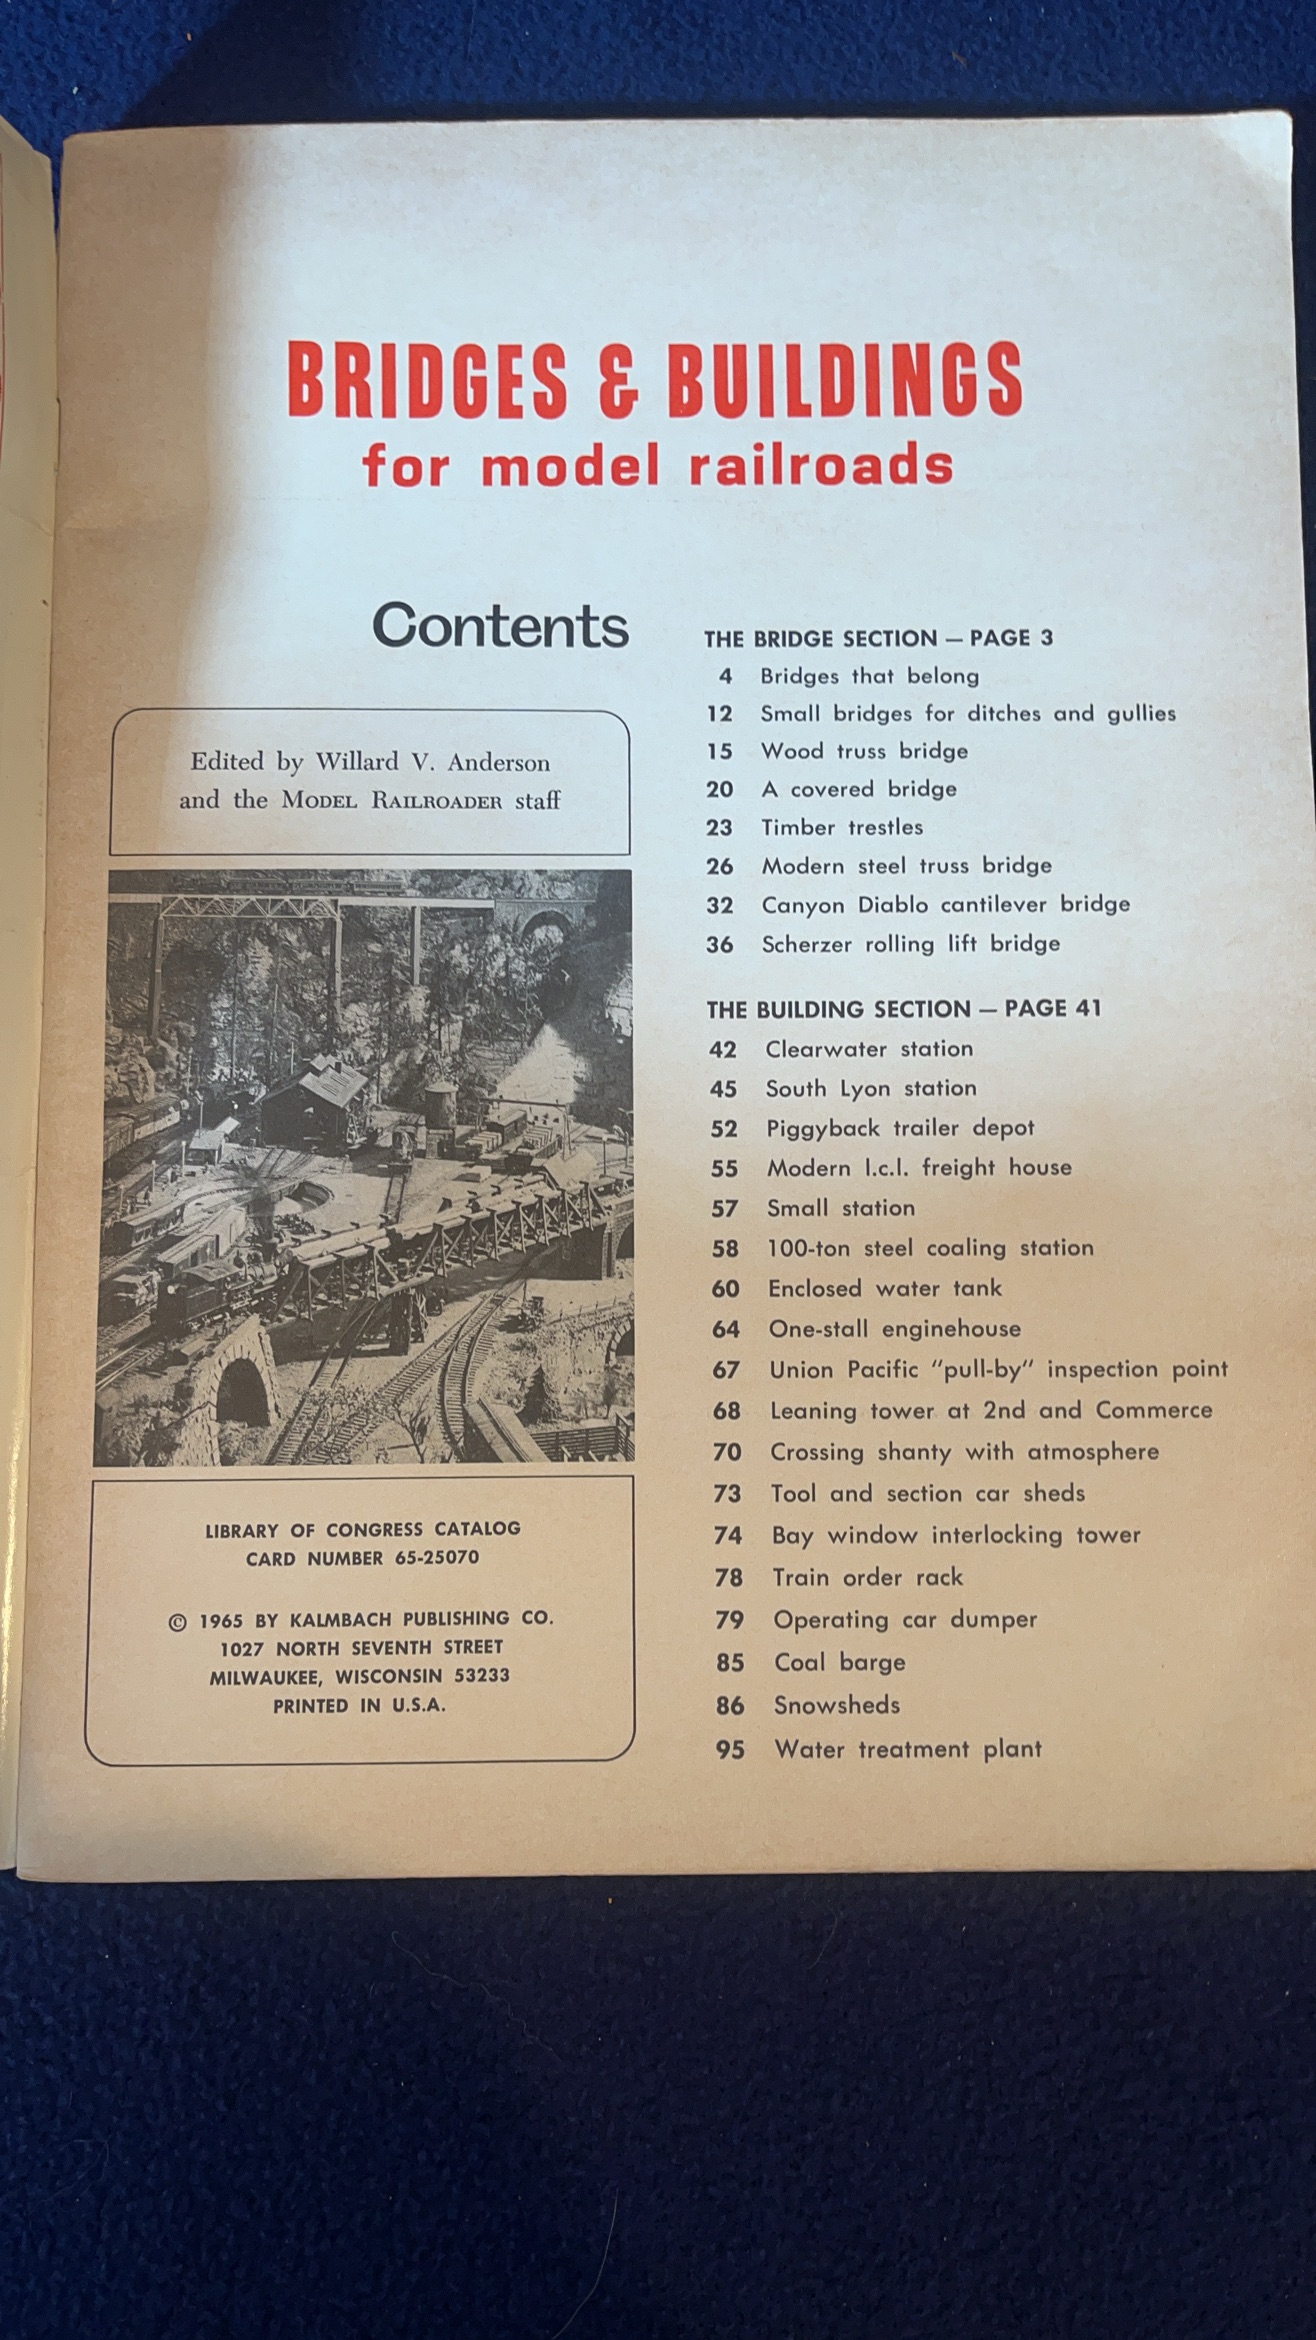 BRIDGES & BUILDINGS
for model railroads
Contents
Edited by Willard V. Anderson
and the MODEL RAILROADER staff
LIBRARY OF CONGRESS CATALOG
CARD NUMBER 65-25070
© 1965 BY KALMBACH PUBLISHING CO.
1027 NORTH SEVENTH STREET
MILWAUKEE, WISCONSIN 53233
PRINTED IN U.S.A.
THE BRIDGE SECTION — PAGE 3
4 Bridges that belong
12 Small bridges for ditches and gullies
15 Wood truss bridge
20 A covered bridge
23 Timber trestles
26 Modern steel truss bridge
32 Canyon Diablo cantilever bridge
36 Scherzer rolling lift bridge
THE BUILDING SECTION — PAGE 41
42 Clearwater station
45 South Lyon station
52 Piggyback trailer depot
55 Modern l.c.l. freight house
57 Small station
58 100-ton steel coaling station
60 Enclosed water tank
64 One-stall enginehouse
67 Union Pacific "pull-by" inspection point
68 Leaning tower at 2nd and Commerce
70 Crossing shanty with atmosphere
73 Tool and section car sheds
74 Bay window interlocking tower
78 Train order rack
79 Operating car dumper
85 Coal barge
86 Snowsheds
95 Water treatment plant